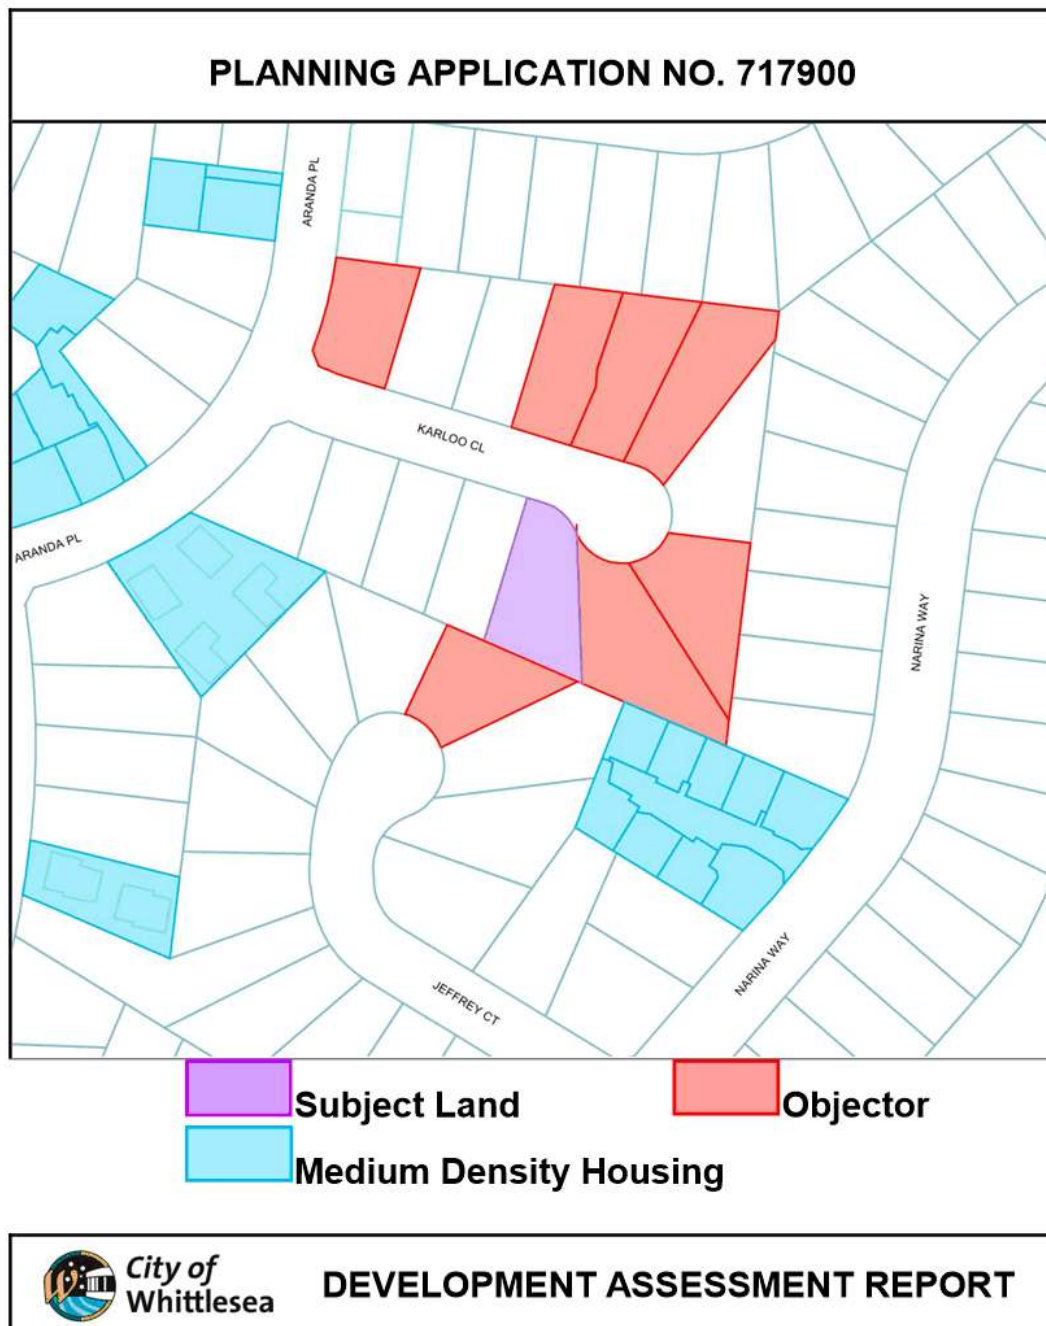 PLANNING APPLICATION NO. 717900
ARANDA PL
KARLOO CL
ARANDA PL
NARINA WAY
NARINA WAY
JEFFREY CT
Subject Land
Objector
Medium Density Housing
City of
Whittlesea
DEVELOPMENT ASSESSMENT REPORT